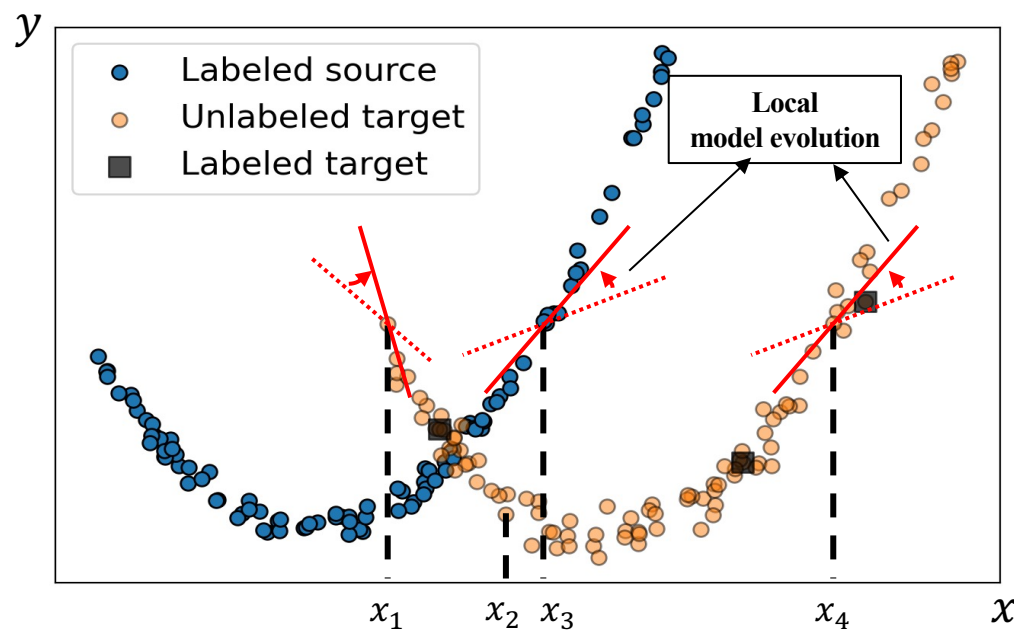 y
Labeled source
Unlabeled target
Labeled target
Local
model evolution
x₁
x₂
x₃
x₄
x